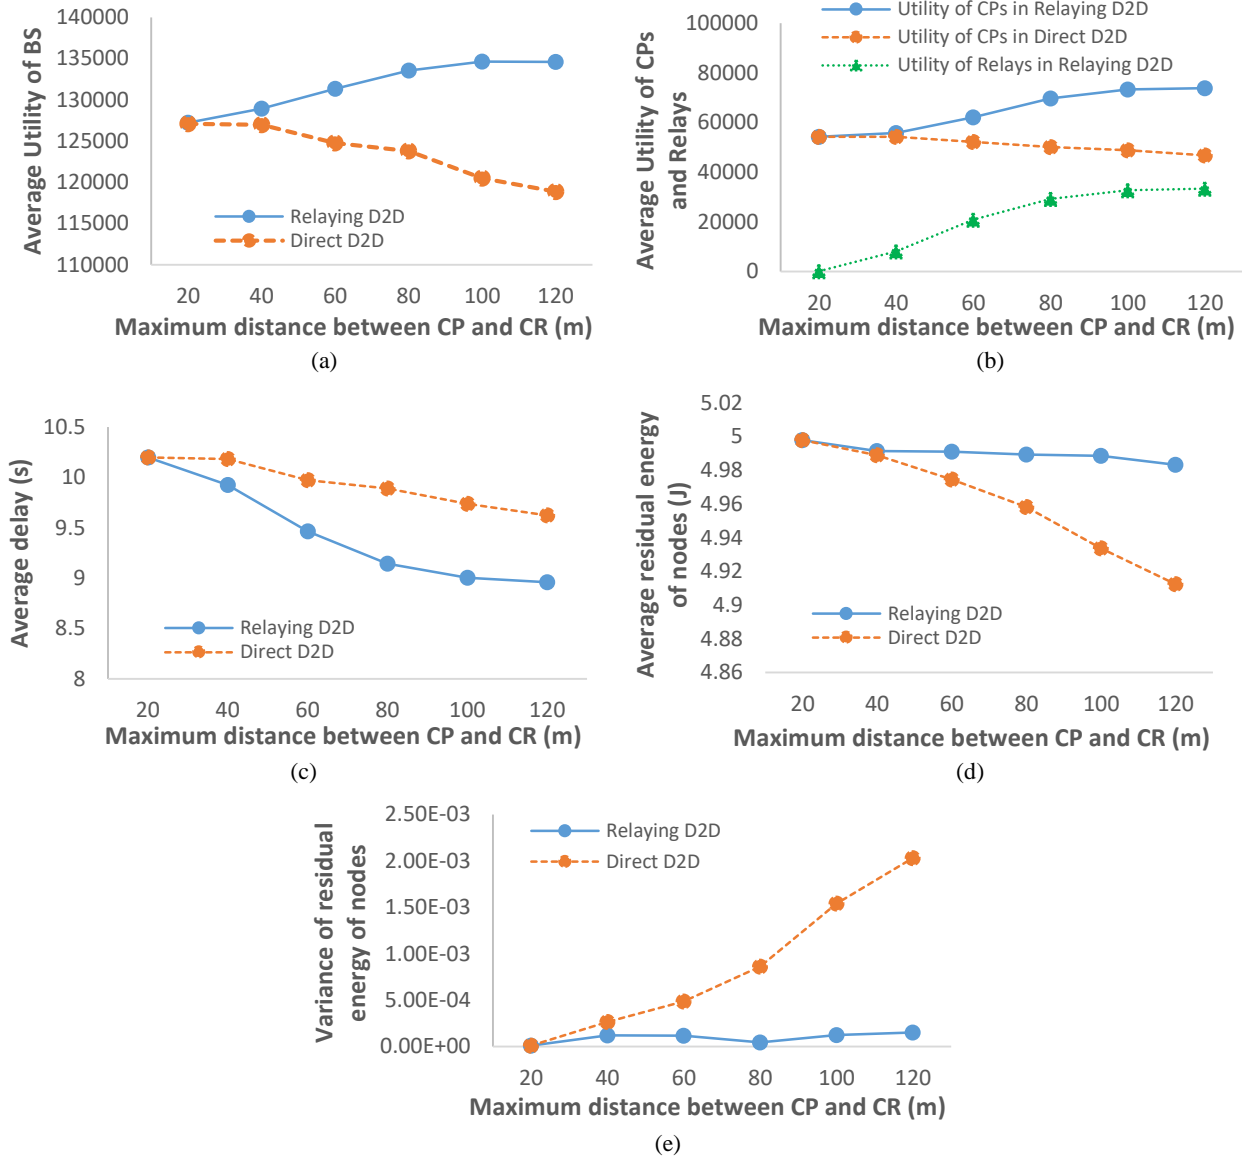 140000
135000
130000
125000
120000
115000
110000
Average Utility of BS
Relaying D2D
Direct D2D
20 40 60 80 100 120
Maximum distance between CP and CR (m)
(a)
100000
80000
60000
40000
20000
0
Average Utility of CPs
and Relays
Utility of CPs in Relaying D2D
Utility of CPs in Direct D2D
Utility of Relays in Relaying D2D
20 40 60 80 100 120
Maximum distance between CP and CR (m)
(b)
10.5
10
9.5
9
8.5
8
Average delay (s)
Relaying D2D
Direct D2D
20 40 60 80 100 120
Maximum distance between CP and CR (m)
(c)
5.02
5
4.98
4.96
4.94
4.92
4.9
4.88
4.86
Average residual energy
of nodes (J)
Relaying D2D
Direct D2D
20 40 60 80 100 120
Maximum distance between CP and CR (m)
(d)
2.50E-03
2.00E-03
1.50E-03
1.00E-03
5.00E-04
0.00E+00
Variance of residual
energy of nodes
Relaying D2D
Direct D2D
20 40 60 80 100 120
Maximum distance between CP and CR (m)
(e)